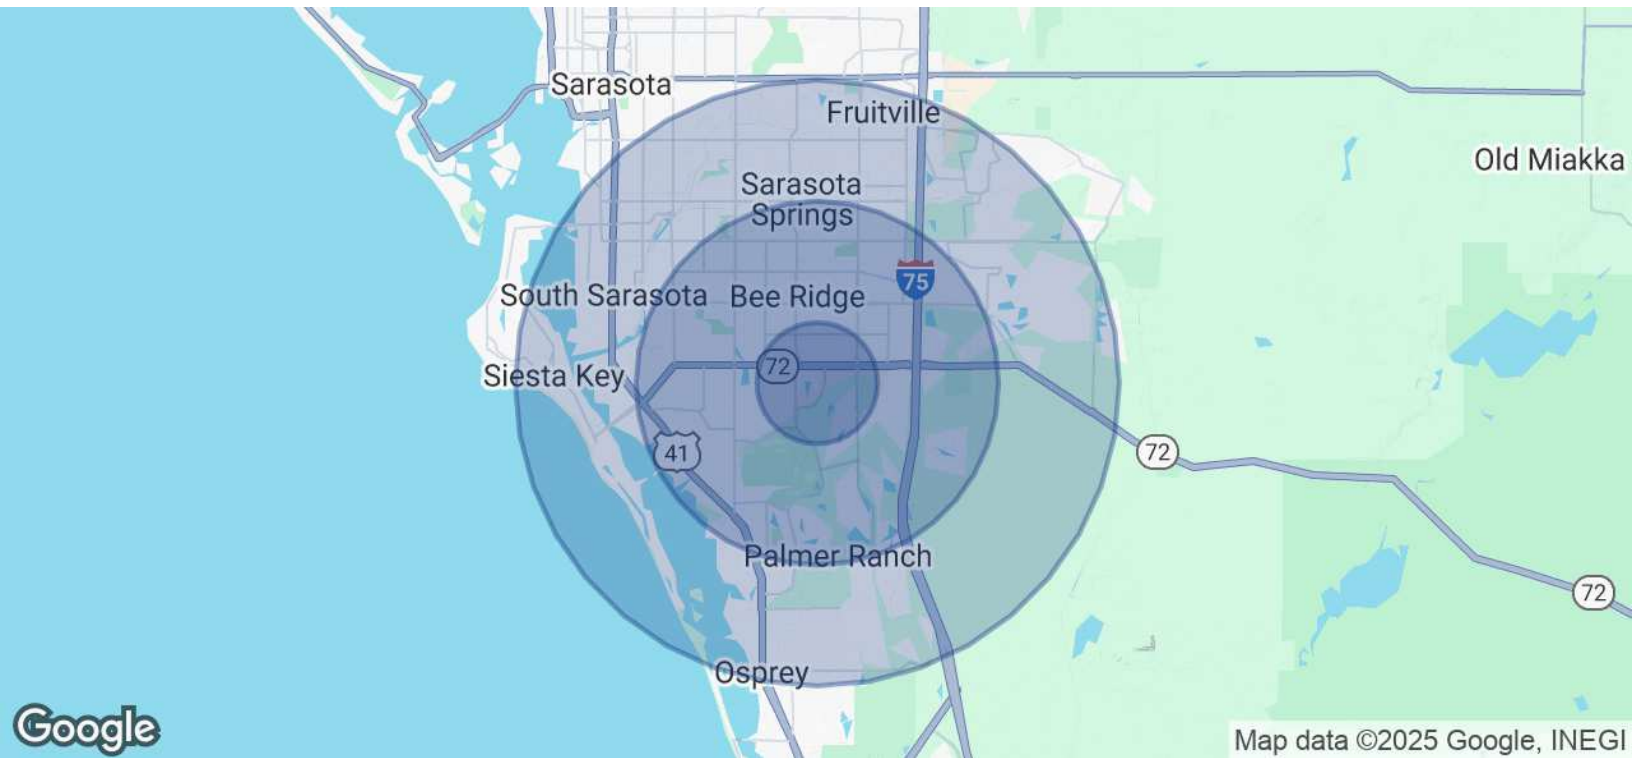 Sarasota
Fruitville
Old Miakka
Sarasota
Springs
75
South Sarasota
Bee Ridge
72
Siesta Key
41
72
Palmer Ranch
72
Osprey
Google
Map data ©2025 Google, INEGI